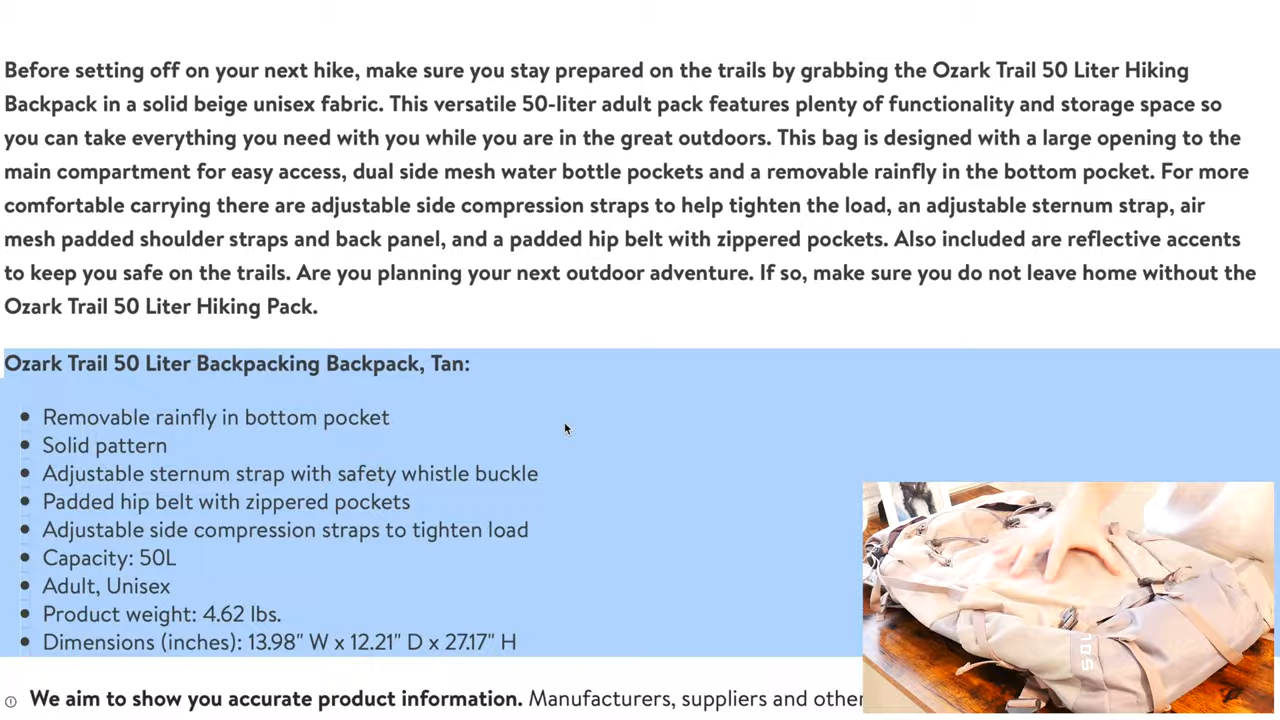 Before setting off on your next hike, make sure you stay prepared on the trails by grabbing the Ozark Trail 50 Liter Hiking
Backpack in a solid beige unisex fabric. This versatile 50-liter adult pack features plenty of functionality and storage space so
you can take everything you need with you while you are in the great outdoors. This bag is designed with a large opening to the
main compartment for easy access, dual side mesh water bottle pockets and a removable rainfly in the bottom pocket. For more
comfortable carrying there are adjustable side compression straps to help tighten the load, an adjustable sternum strap, air
mesh padded shoulder straps and back panel, and a padded hip belt with zippered pockets. Also included are reflective accents
to keep you safe on the trails. Are you planning your next outdoor adventure. If so, make sure you do not leave home without the
Ozark Trail 50 Liter Hiking Pack.
Ozark Trail 50 Liter Backpacking Backpack, Tan:
Removable rainfly in bottom pocket
Solid pattern
Adjustable sternum strap with safety whistle buckle
Padded hip belt with zippered pockets
Adjustable side compression straps to tighten load
Capacity: 50L
Adult, Unisex
Product weight: 4.62 lbs.
Dimensions (inches): 13.98" W x 12.21" D x 27.17" H
We aim to show you accurate product information. Manufacturers, suppliers and other
50L